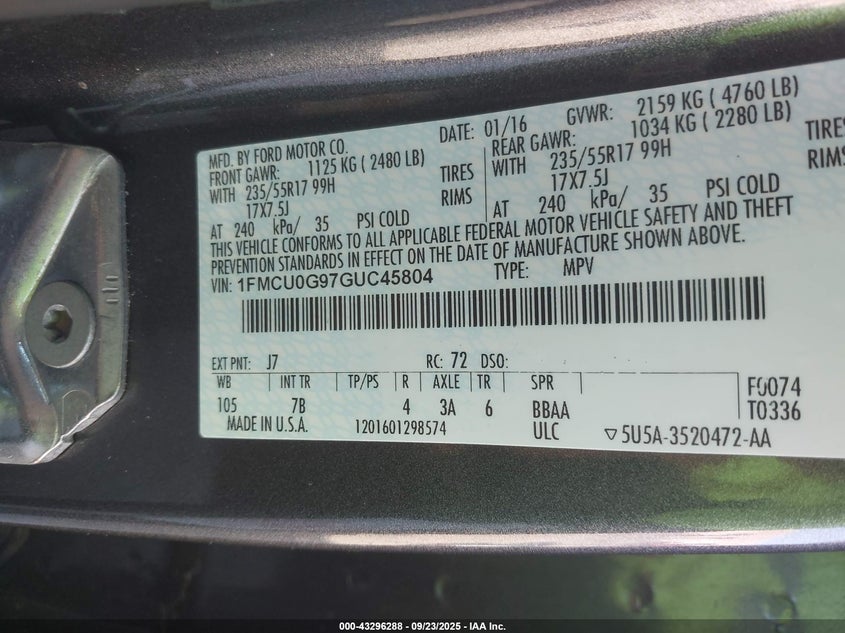 MFD. BY FORD MOTOR CO. DATE: 01/16 GVWR: 2159 KG ( 4760 LB)
FRONT GAWR: 1125 KG ( 2480 LB) REAR GAWR: 1034 KG ( 2280 LB)
WITH 235/55R17 99H TIRES WITH 235/55R17 99H TIRES
17X7.5J RIMS 17X7.5J RIMS
AT 240 kPa/ 35 PSI COLD AT 240 kPa/ 35 PSI COLD
THIS VEHICLE CONFORMS TO ALL APPLICABLE FEDERAL MOTOR VEHICLE SAFETY AND THEFT
PREVENTION STANDARDS IN EFFECT ON THE DATE OF MANUFACTURE SHOWN ABOVE.
VIN: 1FMCU0G97GUC45804 TYPE: MPV
EXT PNT: J7 RC: 72 DSO:
WB INT TR TP/PS R AXLE TR SPR F0074
105 7B 4 3A 6 BBAA T0336
MADE IN U.S.A. 1201601298574 ULC ▽5U5A-3520472-AA
000-43296288 - 09/23/2025 - IAA Inc.